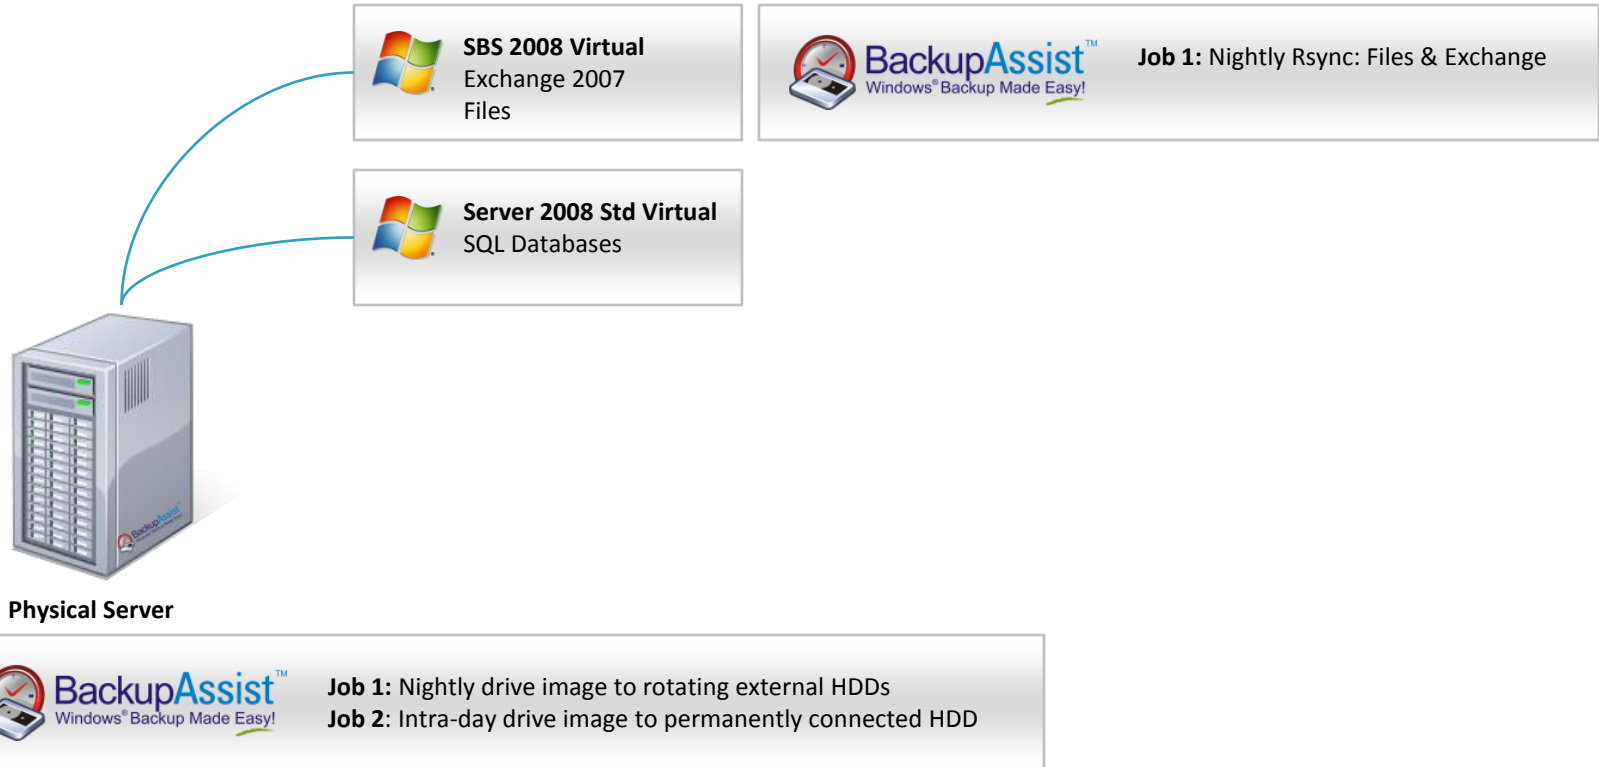 SBS 2008 Virtual
Exchange 2007
Files
BackupAssist™
Windows® Backup Made Easy!
Job 1: Nightly Rsync: Files & Exchange
Server 2008 Std Virtual
SQL Databases
BackupAssist
Physical Server
BackupAssist™
Windows® Backup Made Easy!
Job 1: Nightly drive image to rotating external HDDs
Job 2: Intra-day drive image to permanently connected HDD